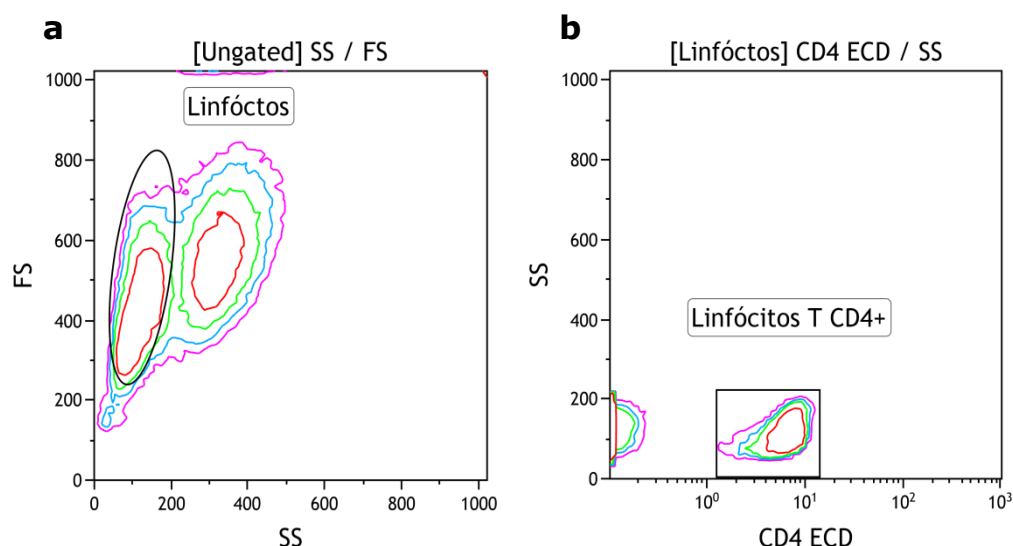 a
[Ungated] SS / FS
1000
800
600
400
200
0
FS
Linfóctos
0 200 400 600 800 1000
SS
b
[Linfóctos] CD4 ECD / SS
1000
800
600
400
200
0
SS
Linfócitos T CD4+
10⁰ 10¹ 10² 10³
CD4 ECD